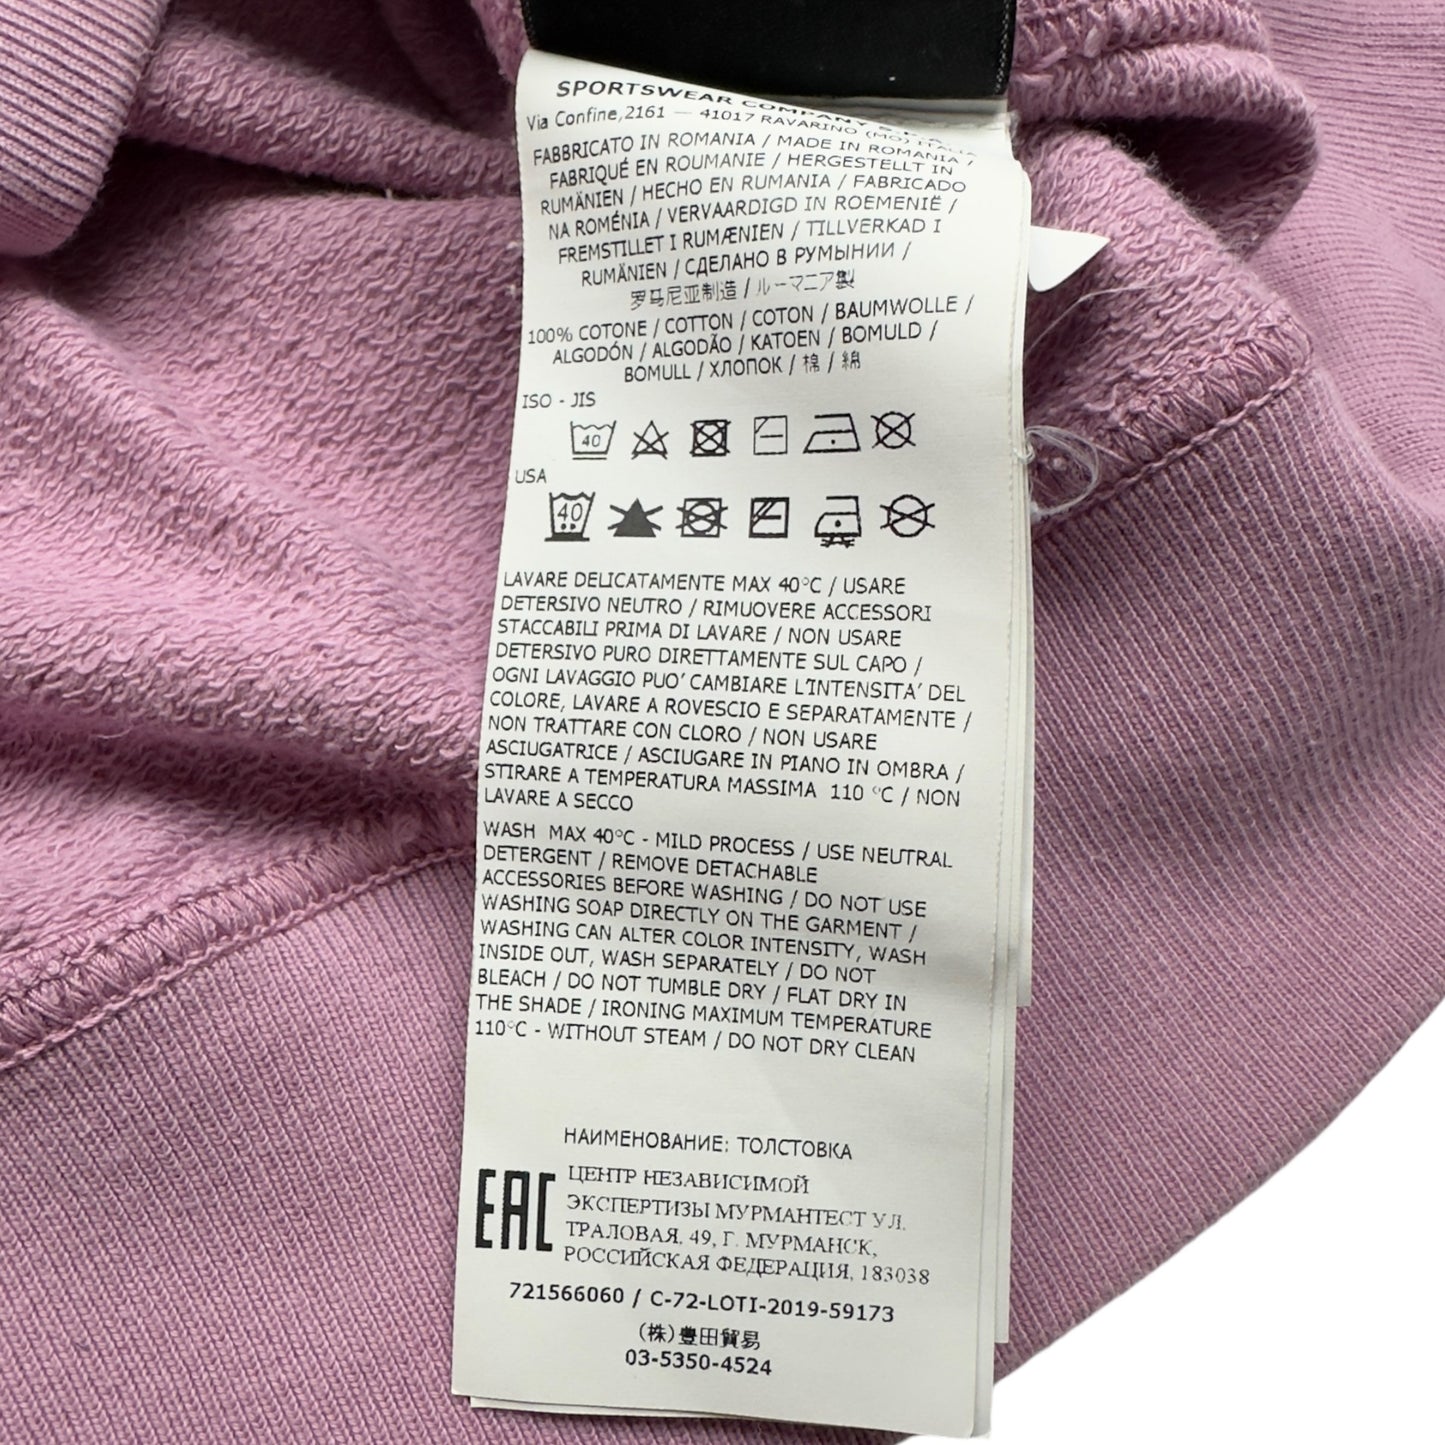 SPORTSWEAR COMPANY S.P.A.
Via Confine,2161 — 41017 RAVARINO (MO) ITALIA
FABBRICATO IN ROMANIA / MADE IN ROMANIA /
FABRIQUÉ EN ROUMANIE / HERGESTELLT IN
RUMÄNIEN / HECHO EN RUMANIA / FABRICADO
NA ROMÉNIA / VERVAARDIGD IN ROEMENIË /
FREMSTILLET I RUMÆNIEN / TILLVERKAD I
RUMÄNIEN / СДЕЛАНО В РУМЫНИИ /
罗马尼亚制造 / ルーマニア製
100% COTONE / COTTON / COTON / BAUMWOLLE /
ALGODÓN / ALGODÃO / KATOEN / BOMULD /
BOMULL / ХЛОПОК / 棉 / 綿
ISO - JIS
40
USA
40
LAVARE DELICATAMENTE MAX 40°C / USARE
DETERSIVO NEUTRO / RIMUOVERE ACCESSORI
STACCABILI PRIMA DI LAVARE / NON USARE
DETERSIVO PURO DIRETTAMENTE SUL CAPO /
OGNI LAVAGGIO PUO' CAMBIARE L'INTENSITA' DEL
COLORE, LAVARE A ROVESCIO E SEPARATAMENTE /
NON TRATTARE CON CLORO / NON USARE
ASCIUGATRICE / ASCIUGARE IN PIANO IN OMBRA /
STIRARE A TEMPERATURA MASSIMA 110 °C / NON
LAVARE A SECCO
WASH MAX 40°C - MILD PROCESS / USE NEUTRAL
DETERGENT / REMOVE DETACHABLE
ACCESSORIES BEFORE WASHING / DO NOT USE
WASHING SOAP DIRECTLY ON THE GARMENT /
WASHING CAN ALTER COLOR INTENSITY, WASH
INSIDE OUT, WASH SEPARATELY / DO NOT
BLEACH / DO NOT TUMBLE DRY / FLAT DRY IN
THE SHADE / IRONING MAXIMUM TEMPERATURE
110°C - WITHOUT STEAM / DO NOT DRY CLEAN
НАИМЕНОВАНИЕ: ТОЛСТОВКА
EAC
ЦЕНТР НЕЗАВИСИМОЙ
ЭКСПЕРТИЗЫ МУРМАНТЕСТ УЛ.
ТРАЛОВАЯ, 49, Г. МУРМАНСК,
РОССИЙСКАЯ ФЕДЕРАЦИЯ, 183038
721566060 / C-72-LOTI-2019-59173
(株)豊田貿易
03-5350-4524